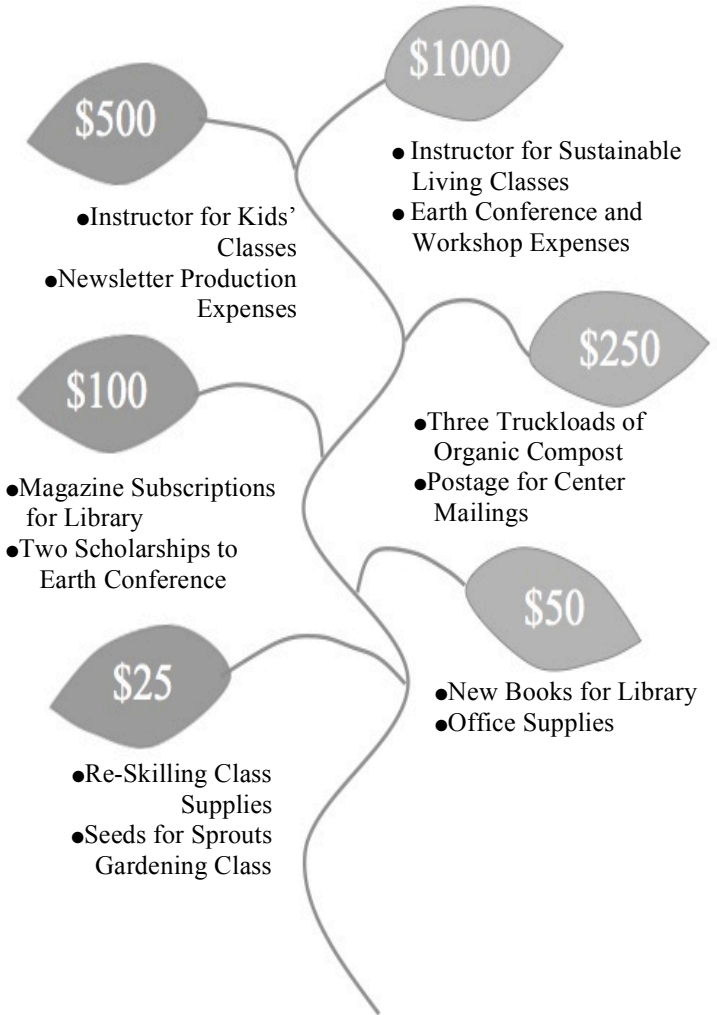 $1000
● Instructor for Sustainable
Living Classes
● Earth Conference and
Workshop Expenses
$500
●Instructor for Kids’
Classes
●Newsletter Production
Expenses
$250
●Three Truckloads of
Organic Compost
●Postage for Center
Mailings
$100
●Magazine Subscriptions
for Library
●Two Scholarships to
Earth Conference
$50
●New Books for Library
●Office Supplies
$25
●Re-Skilling Class
Supplies
●Seeds for Sprouts
Gardening Class